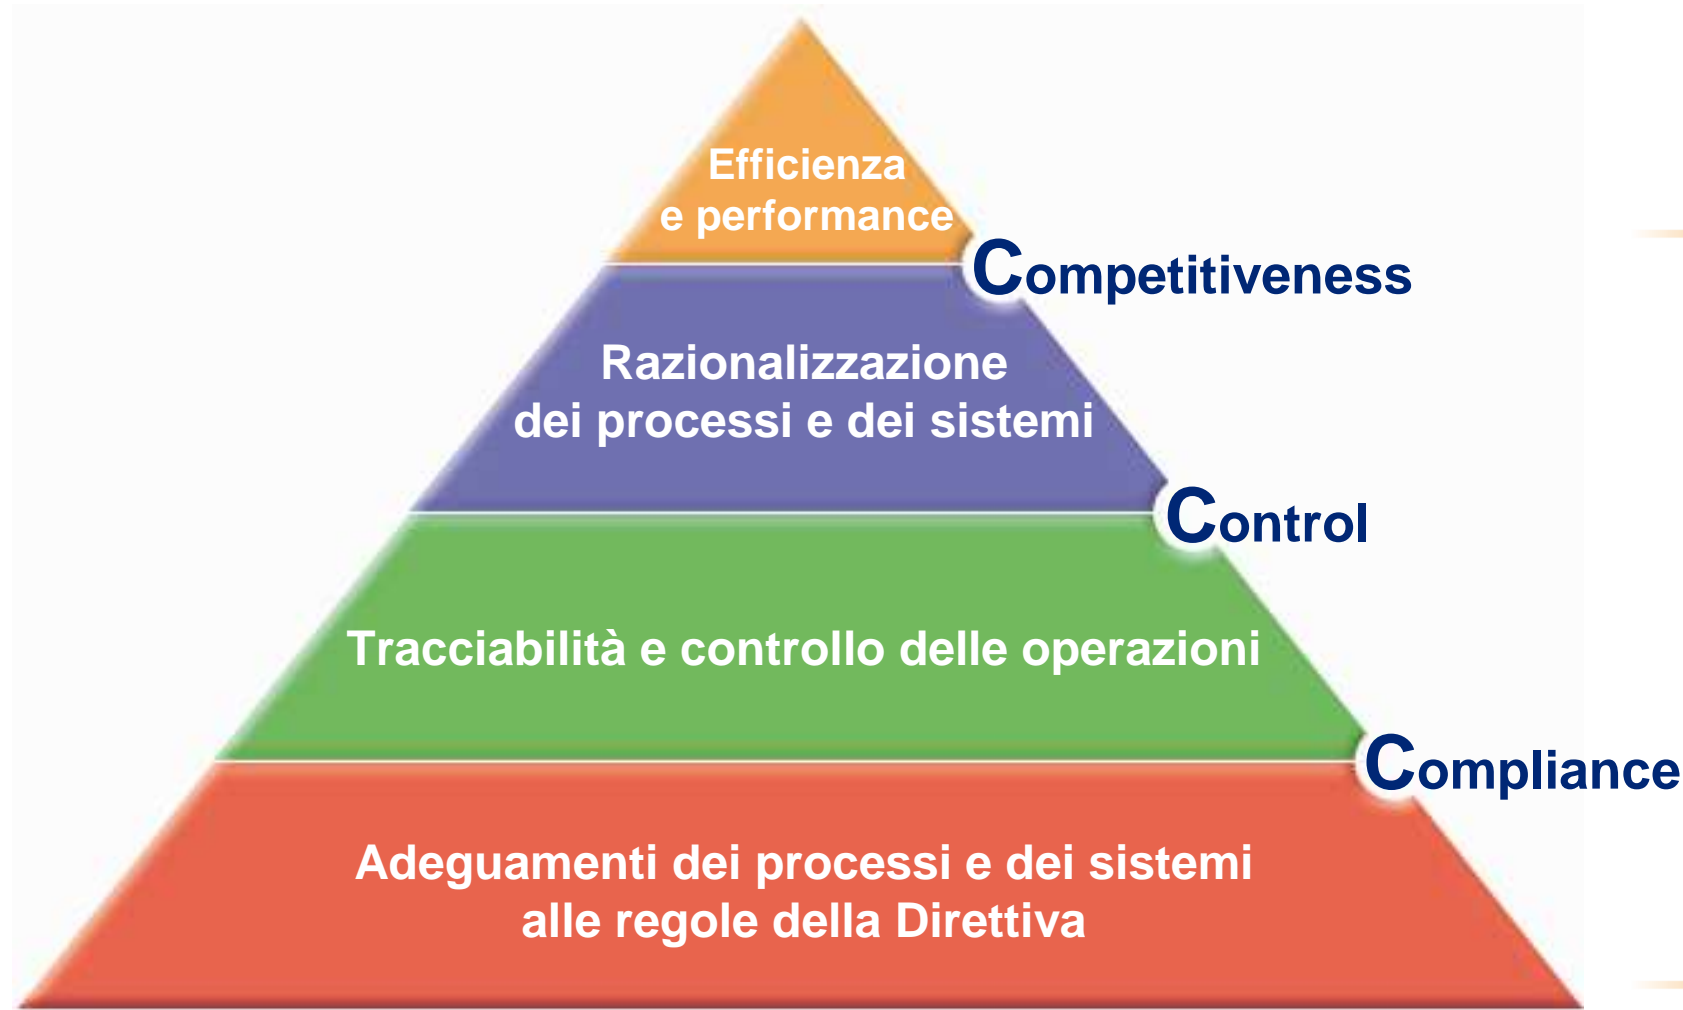 Efficienza
e performance
Competitiveness
Razionalizzazione
dei processi e dei sistemi
Control
Tracciabilità e controllo delle operazioni
Compliance
Adeguamenti dei processi e dei sistemi
alle regole della Direttiva